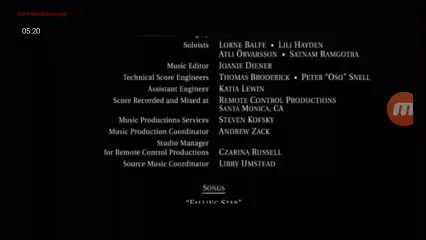 05:20
Soloists LORNE BALFE • LILI HAYDEN
ATLI ÖRVARSSON • SATNAM RAMGOTRA
Music Editor JOANIE DIENER
Technical Score Engineers THOMAS BRODERICK • PETER “OSO” SNELL
Assistant Engineer KATIA LEWIN
Score Recorded and Mixed at REMOTE CONTROL PRODUCTIONS
SANTA MONICA, CA
Music Productions Services STEVEN KOFSKY
Music Production Coordinator ANDREW ZACK
Studio Manager
for Remote Control Productions CZARINA RUSSELL
Source Music Coordinator LIBBY UMSTEAD
SONGS
“FALLING STAR”